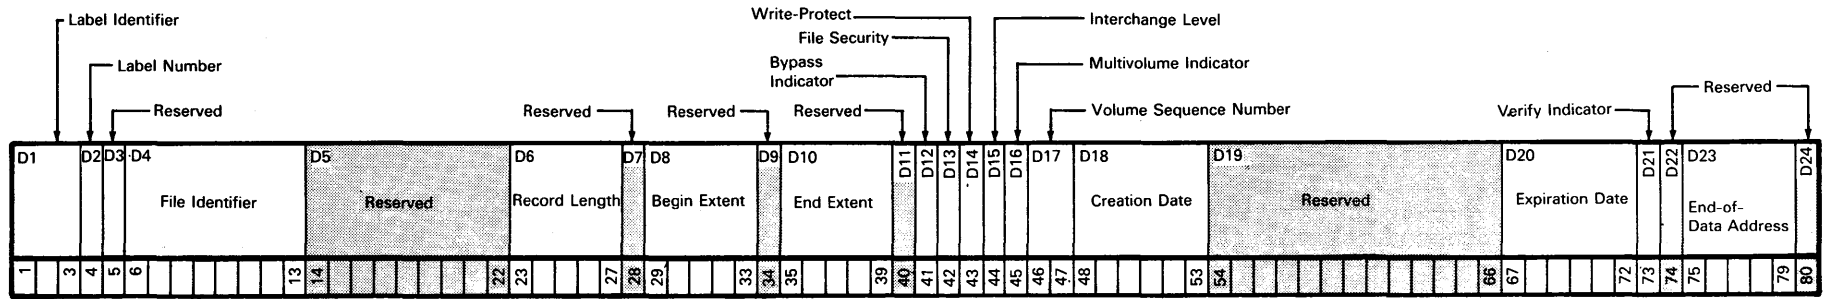 Write-Protect
Interchange Level
Label Identifier
File Security
Bypass
Indicator
Multivolume Indicator
Label Number
Reserved
Reserved
Reserved
Reserved
Reserved
Volume Sequence Number
Verify Indicator
D1 D2 D3 D4 D5 D6 D7 D8 D9 D10 D11 D12 D13 D14 D15 D16 D17 D18 D19 D20 D21 D22 D23 D24
File Identifier
Reserved
Record Length
Begin Extent
End Extent
Creation Date
Reserved
Expiration Date
End-of-
Data Address
1 3 4 5 6 13 14 22 23 27 28 29 33 34 35 39 40 41 42 43 44 45 46 47 48 53 54 66 67 72 73 74 75 79 80